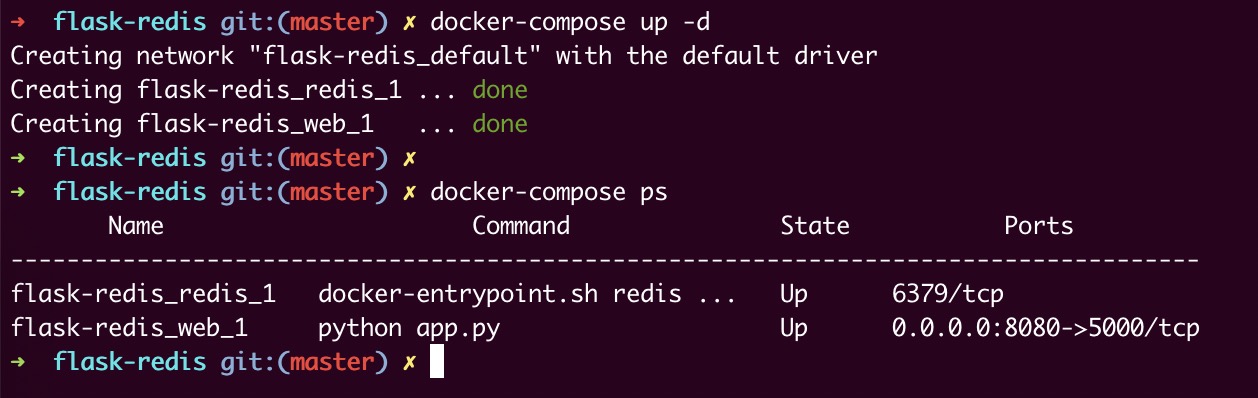 ➜  flask-redis git:(master) ✗ docker-compose up -d
Creating network "flask-redis_default" with the default driver
Creating flask-redis_redis_1 ... done
Creating flask-redis_web_1   ... done
➜  flask-redis git:(master) ✗
➜  flask-redis git:(master) ✗ docker-compose ps
       Name                      Command               State           Ports
-------------------------------------------------------------------------------------
flask-redis_redis_1   docker-entrypoint.sh redis ...   Up      6379/tcp
flask-redis_web_1     python app.py                    Up      0.0.0.0:8080->5000/tcp
➜  flask-redis git:(master) ✗